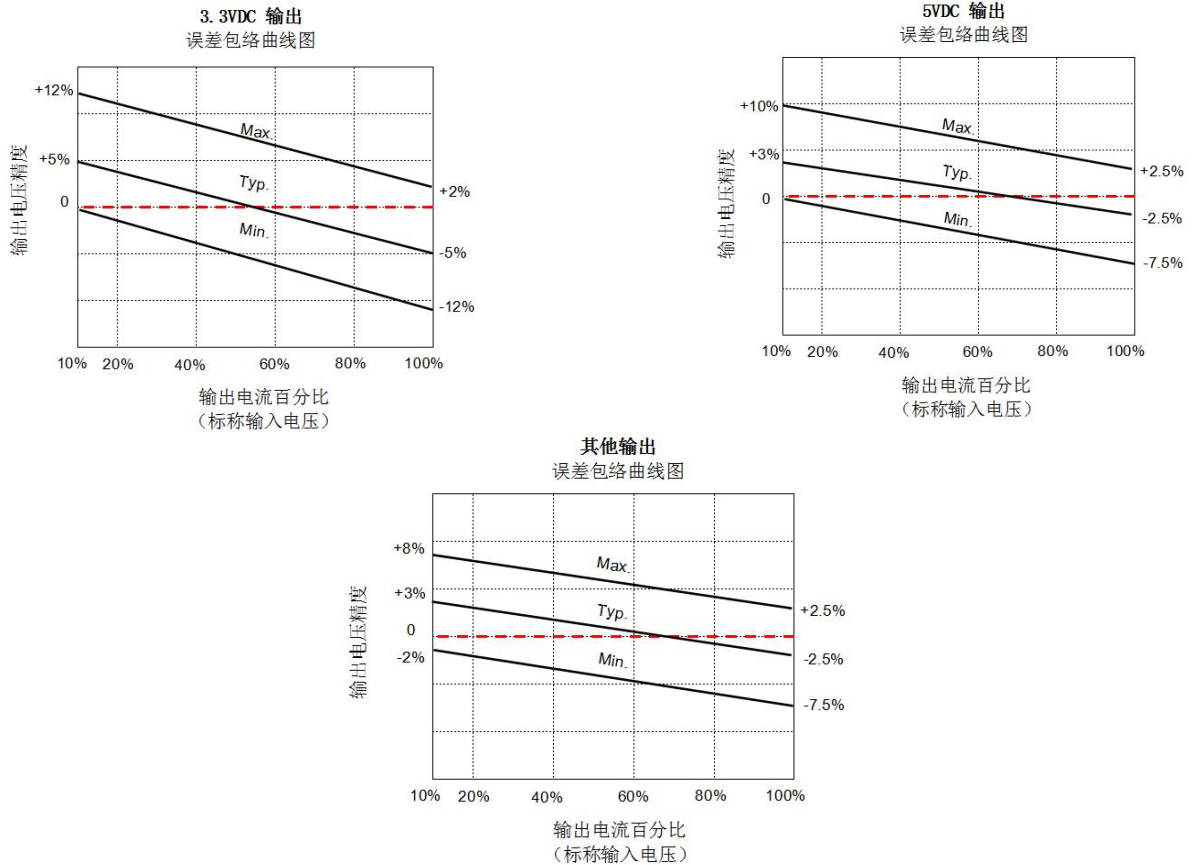 3.3VDC 输出
误差包络曲线图
+12%
+5%
0
输出电压精度
Max.
Typ.
Min.
+2%
-5%
-12%
10% 20% 40% 60% 80% 100%
输出电流百分比
（标称输入电压）
5VDC 输出
误差包络曲线图
+10%
+3%
0
输出电压精度
Max.
Typ.
Min.
+2.5%
-2.5%
-7.5%
10% 20% 40% 60% 80% 100%
输出电流百分比
（标称输入电压）
其他输出
误差包络曲线图
+8%
+3%
0
-2%
输出电压精度
Max.
Typ.
Min.
+2.5%
-2.5%
-7.5%
10% 20% 40% 60% 80% 100%
输出电流百分比
（标称输入电压）